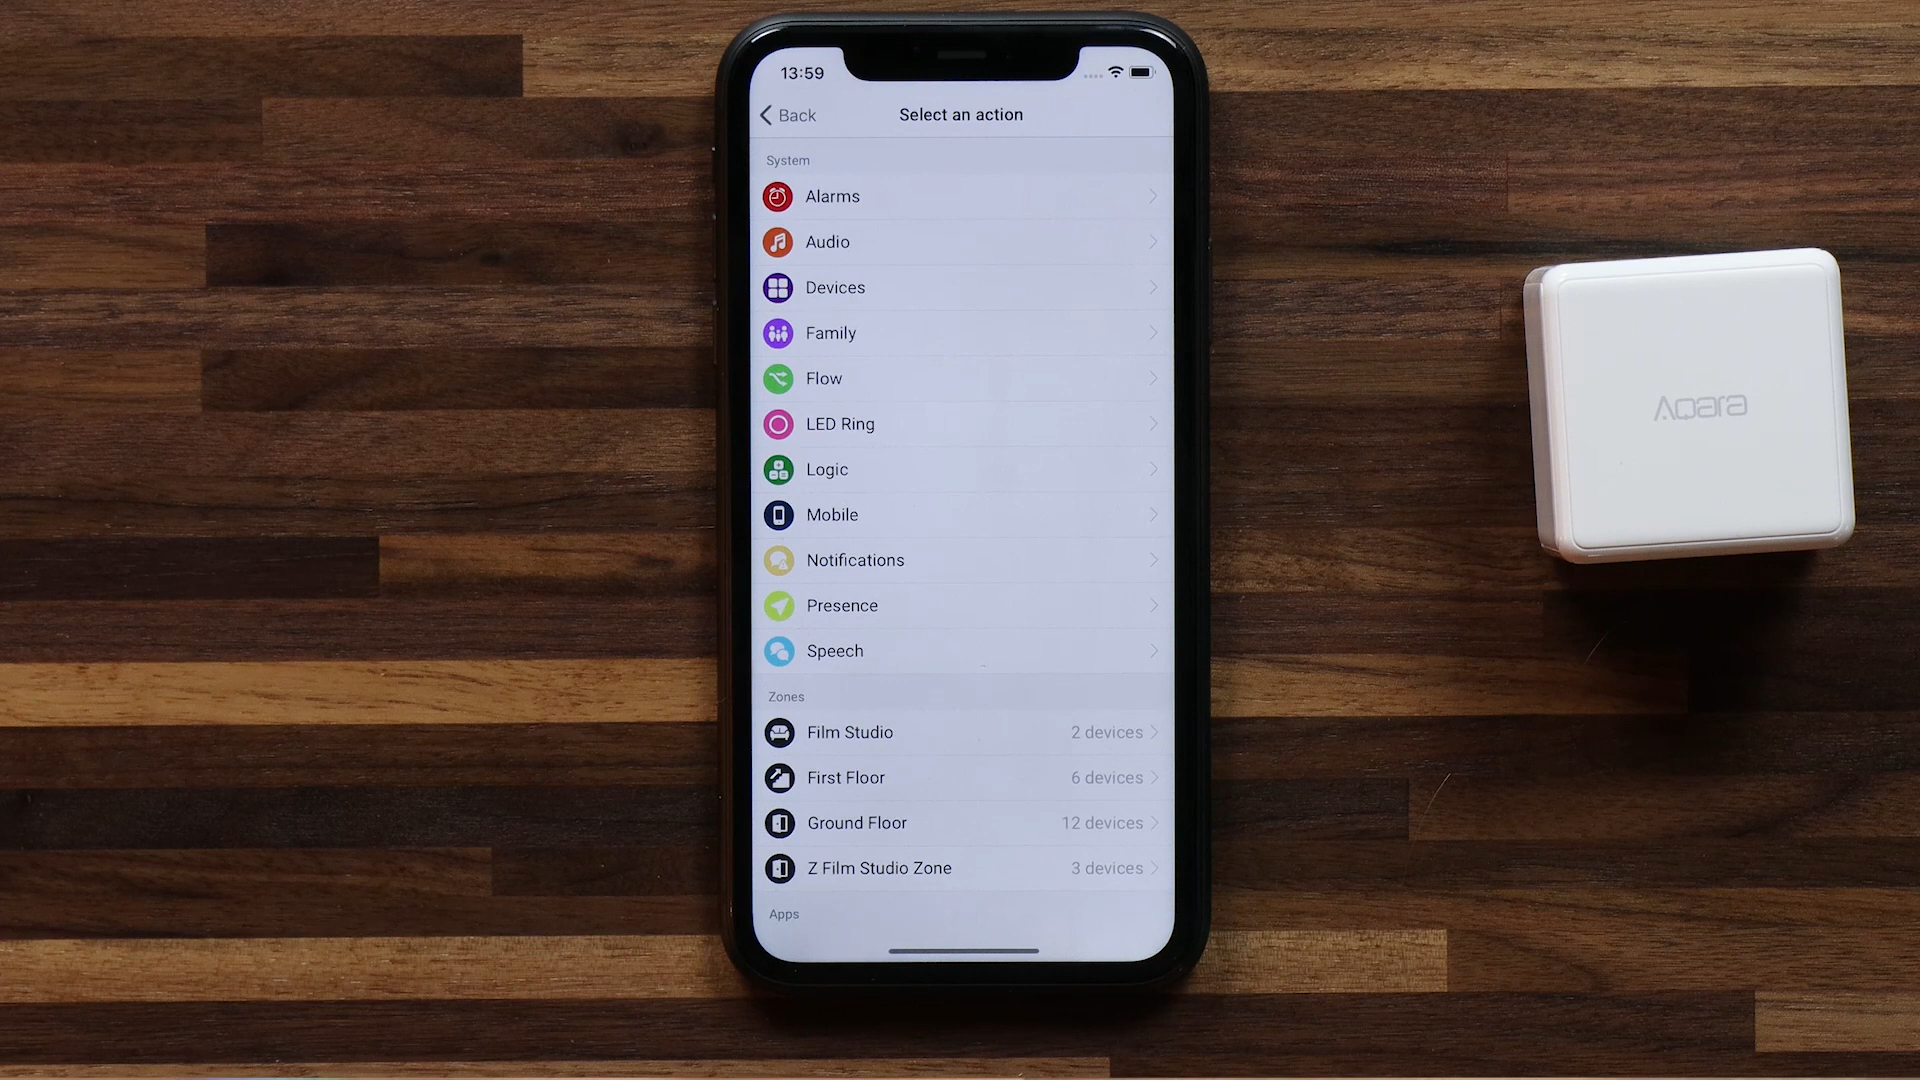 13:59
Back
Select an action
System
Alarms
Audio
Devices
Family
Flow
LED Ring
Logic
Mobile
Notifications
Presence
Speech
Zones
Film Studio 2 devices
First Floor 6 devices
Ground Floor 12 devices
Z Film Studio Zone 3 devices
Apps
Aqara